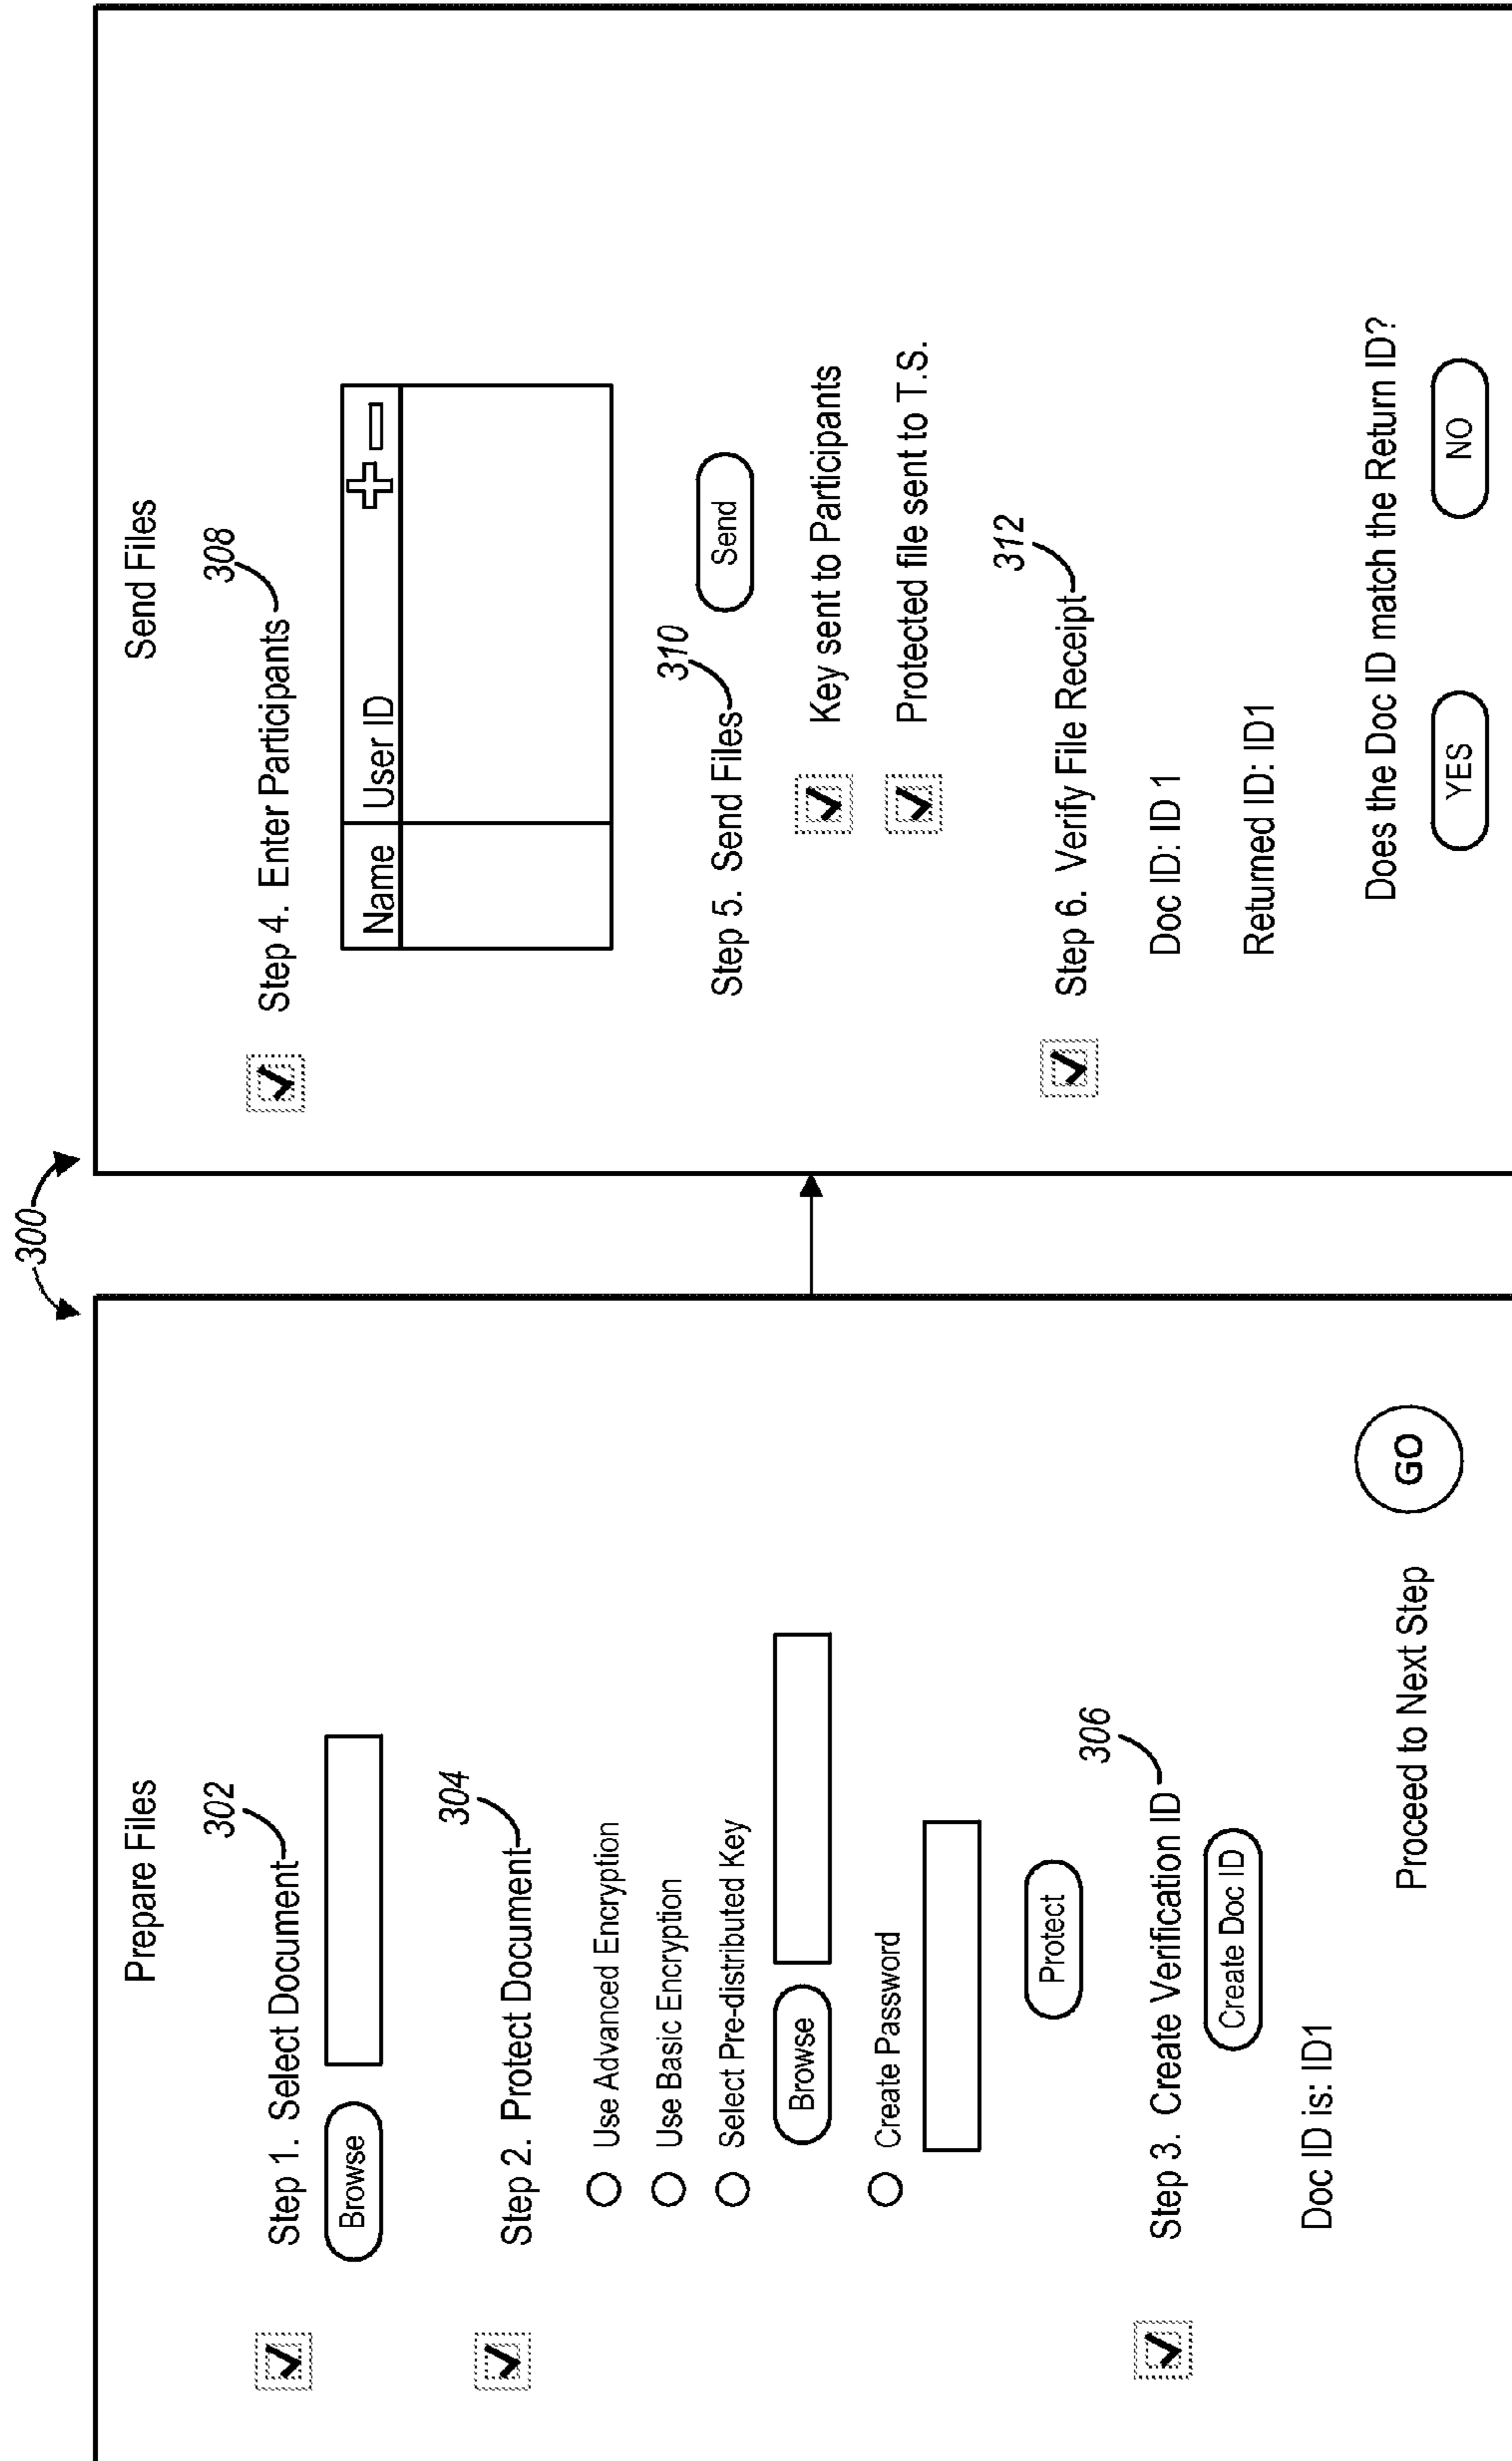 300
Prepare Files
302
Step 1. Select Document
Browse
304
Step 2. Protect Document
Use Advanced Encryption
Use Basic Encryption
Select Pre-distributed Key
Browse
Create Password
Protect
306
Step 3. Create Verification ID
Create Doc ID
Doc ID is: ID1
Proceed to Next Step
GO
Send Files
308
Step 4. Enter Participants
Name User ID
310
Step 5. Send Files
Send
Key sent to Participants
Protected file sent to T.S.
312
Step 6. Verify File Receipt
Doc ID: ID 1
Returned ID: ID1
Does the Doc ID match the Return ID?
YES NO